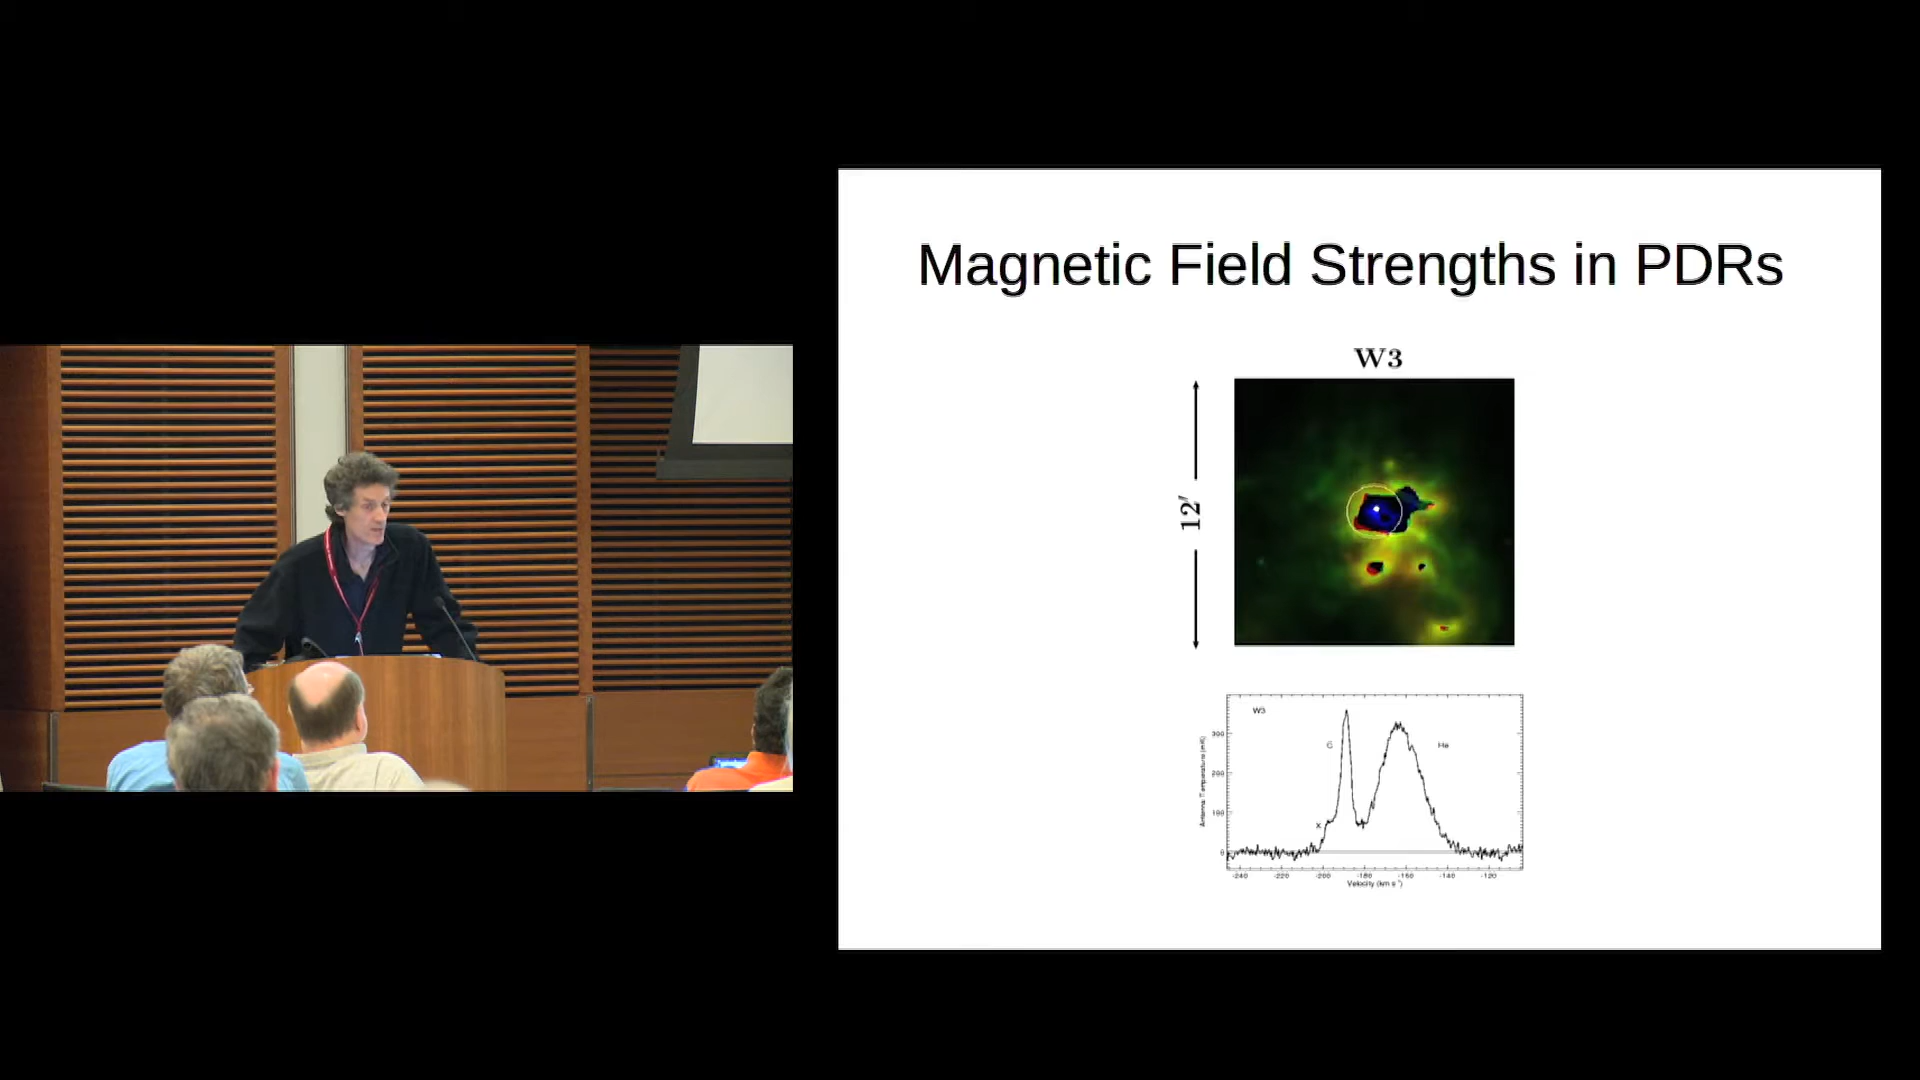 Magnetic Field Strengths in PDRs
W3
12′
W3
C
He
X
300
200
100
0
Antenna Temperature (mK)
-240 -220 -200 -180 -160 -140 -120
Velocity (km s⁻¹)